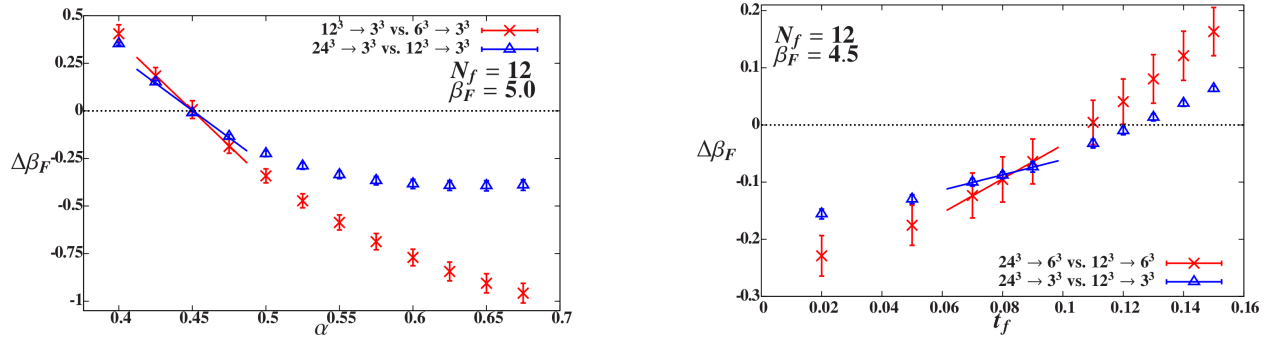 0.5
0.25
0
-0.25
-0.5
-0.75
-1
Δβ_F
12³ → 3³ vs. 6³ → 3³
24³ → 3³ vs. 12³ → 3³
N_f = 12
β_F = 5.0
0.4 0.45 0.5 0.55 0.6 0.65 0.7
α
0.2
0.1
0
-0.1
-0.2
-0.3
Δβ_F
N_f = 12
β_F = 4.5
24³ → 6³ vs. 12³ → 6³
24³ → 3³ vs. 12³ → 3³
0 0.02 0.04 0.06 0.08 0.1 0.12 0.14 0.16
t_f